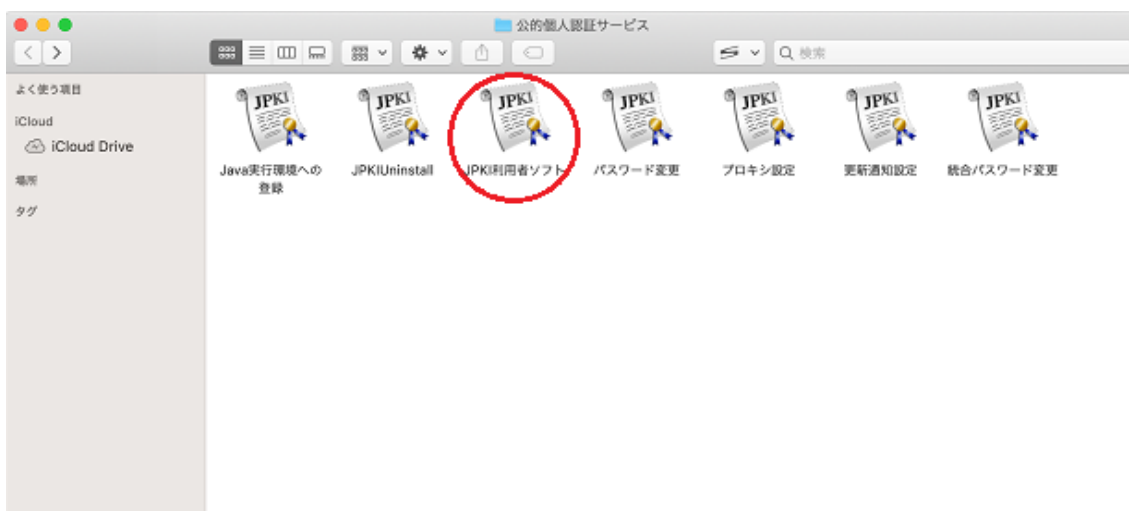 公的個人認証サービス
検索
よく使う項目
iCloud
iCloud Drive
場所
タグ
JPKI
JPKI
JPKI
JPKI
JPKI
JPKI
JPKI
Java実行環境への
登録
JPKIUninstall
JPKI利用者ソフト
パスワード変更
プロキシ設定
更新通知設定
統合パスワード変更